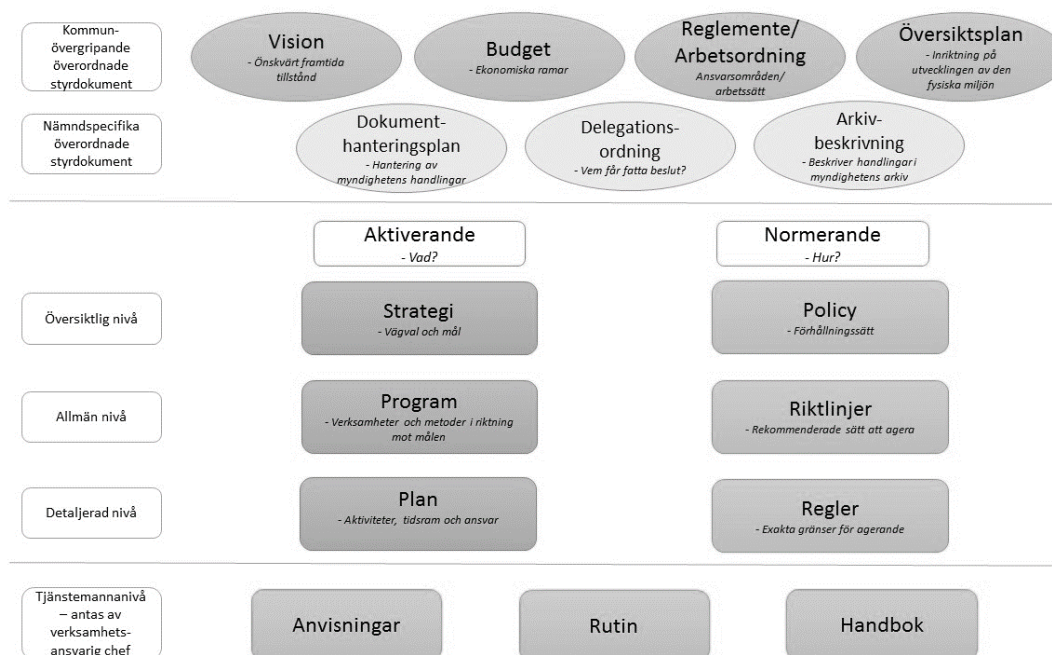 Kommun-
övergripande
överordnade
styrdokument
Vision
- Önskvärt framtida
tillstånd
Budget
- Ekonomiska ramar
Reglemente/
Arbetsordning
Ansvarsområden/
arbetssätt
Översiktsplan
- Inriktning på
utvecklingen av den
fysiska miljön
Nämndspecifika
överordnade
styrdokument
Dokument-
hanteringsplan
- Hantering av
myndighetens handlingar
Delegations-
ordning
- Vem får fatta beslut?
Arkiv-
beskrivning
- Beskriver handlingar i
myndighetens arkiv
Aktiverande
- Vad?
Normerande
- Hur?
Översiktlig nivå
Strategi
- Vägval och mål
Policy
- Förhållningssätt
Allmän nivå
Program
- Verksamheter och metoder i riktning
mot målen
Riktlinjer
- Rekommenderade sätt att agera
Detaljerad nivå
Plan
- Aktiviteter, tidsram och ansvar
Regler
- Exakta gränser för agerande
Tjänstemannanivå
– antas av
verksamhets-
ansvarig chef
Anvisningar
Rutin
Handbok